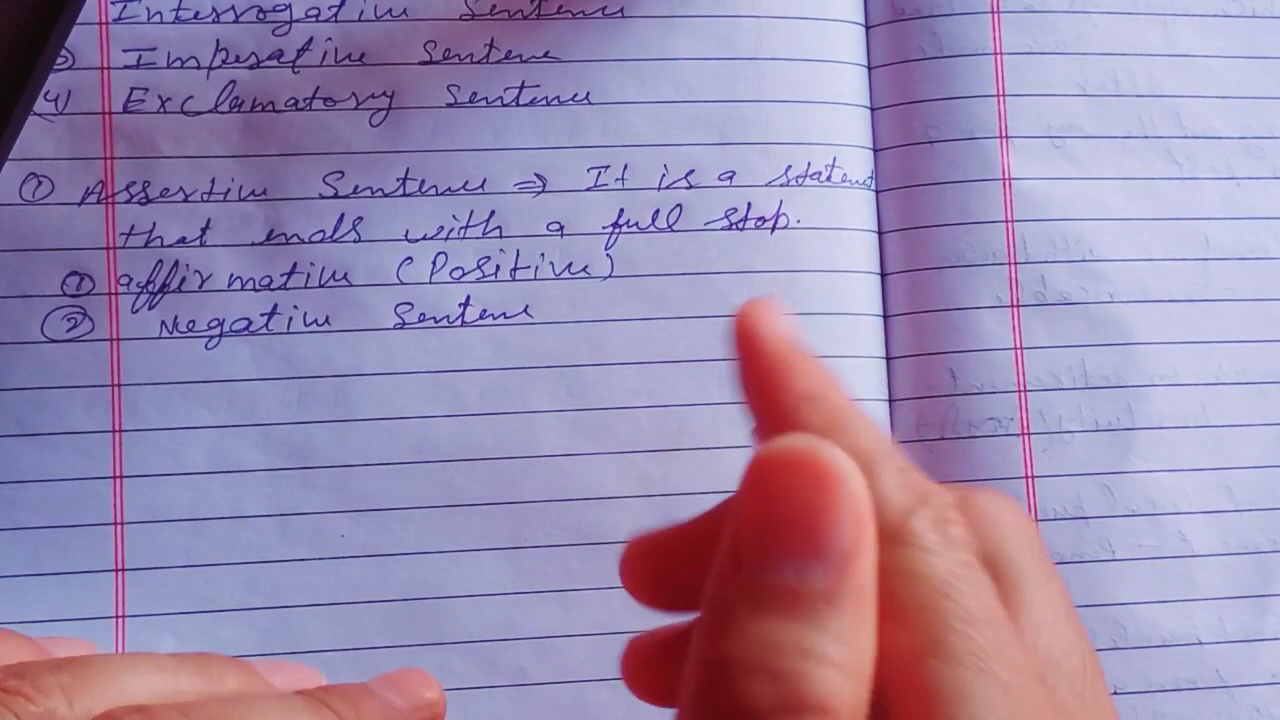 Interrogative Sentence
3) Imperative Sentence
(4) Exclamatory Sentence
① Assertive Sentence ⇒ It is a statement
that ends with a full stop.
① affirmative (Positive)
② Negative Sentence